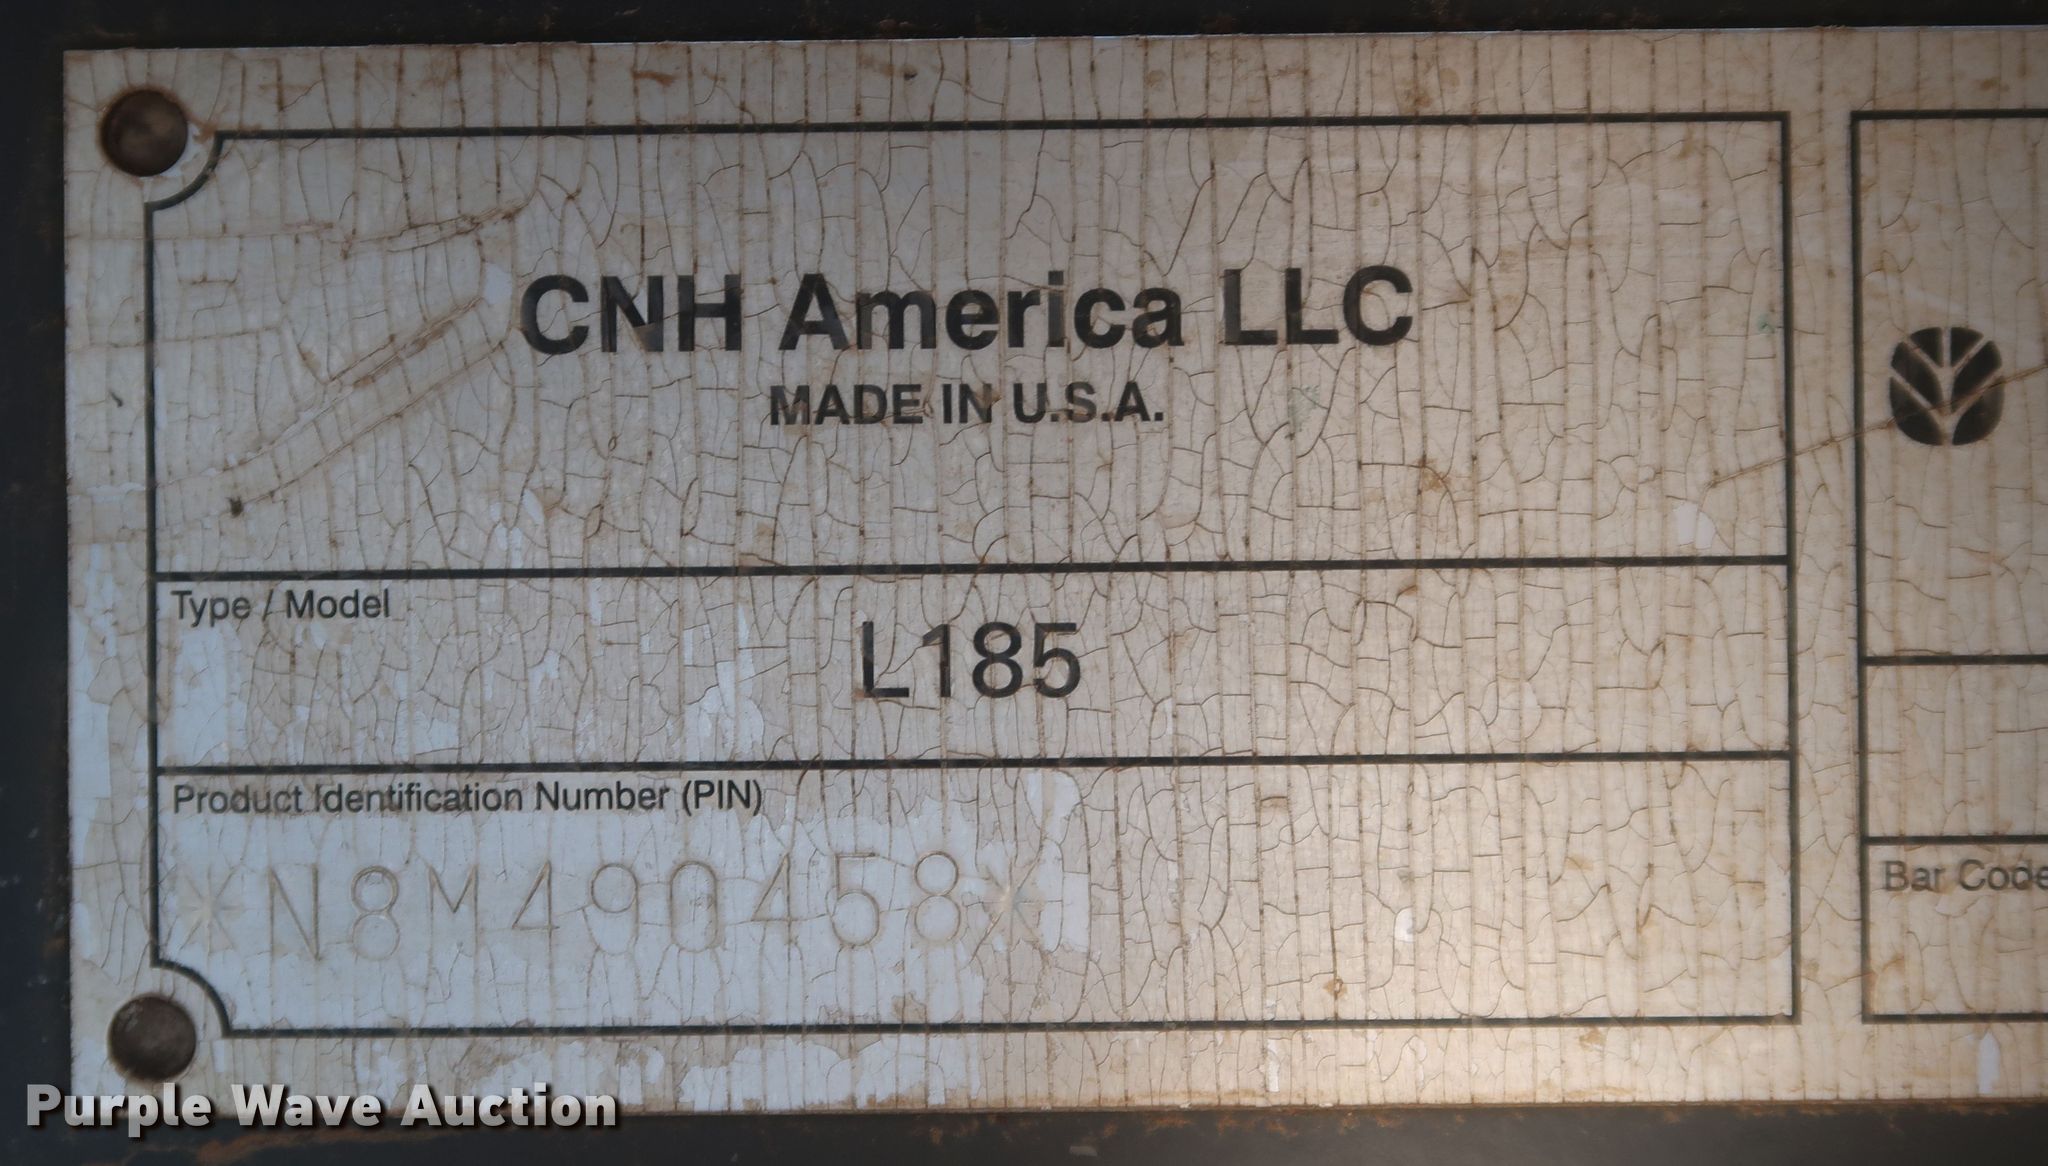 CNH America LLC
MADE IN U.S.A.
Type / Model
L185
Product Identification Number (PIN)
*N8M490458*
Bar Code
Purple Wave Auction